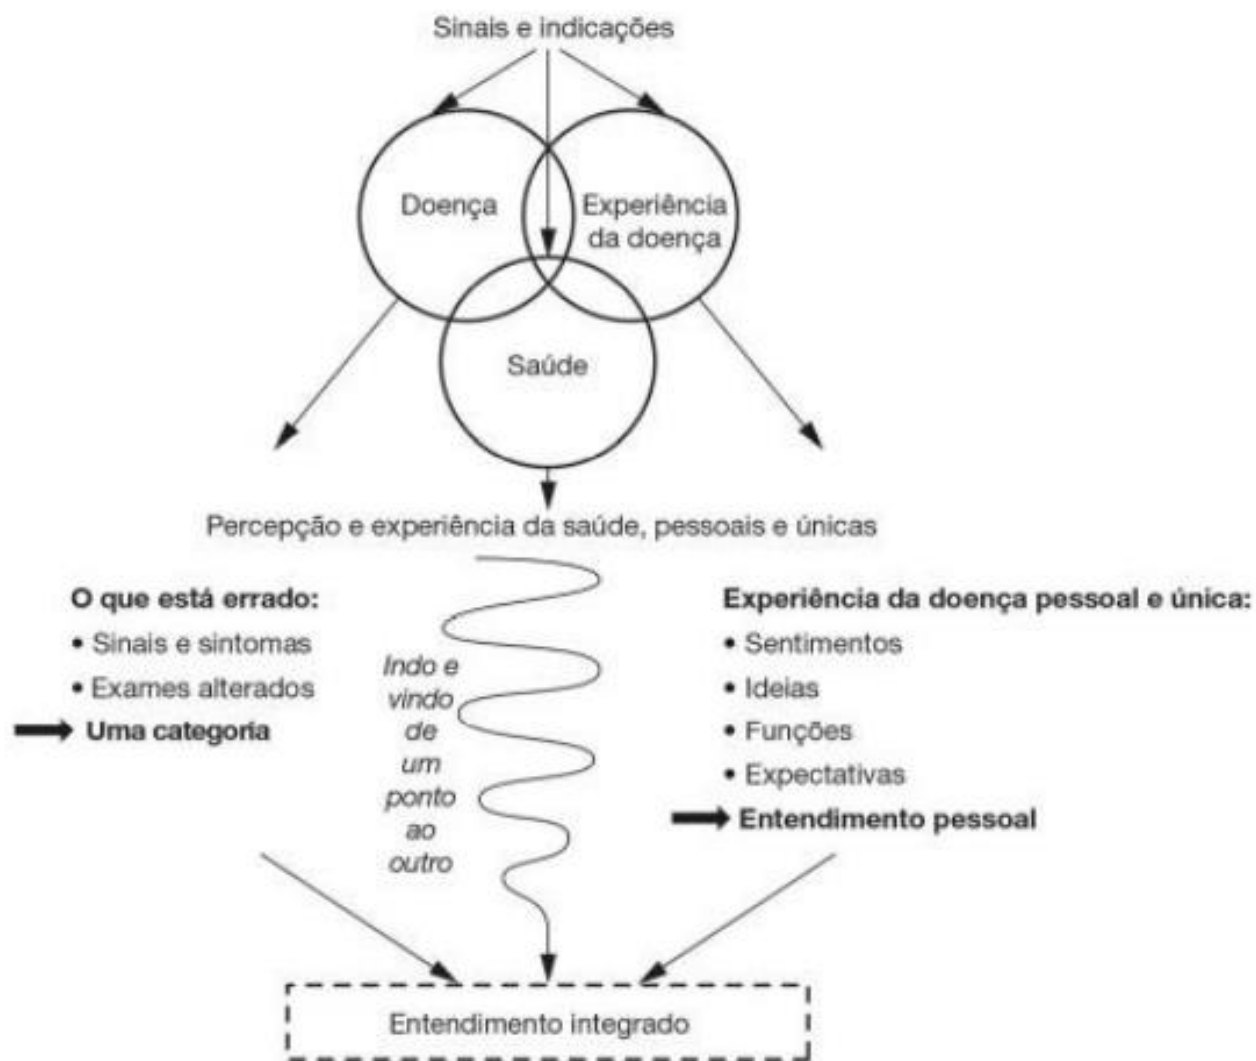 Sinais e indicações
Doença
Experiência
da doença
Saúde
Percepção e experiência da saúde, pessoais e únicas
O que está errado:
• Sinais e sintomas
• Exames alterados
Uma categoria
Indo e
vindo
de
um
ponto
ao
outro
Experiência da doença pessoal e única:
• Sentimentos
• Ideias
• Funções
• Expectativas
Entendimento pessoal
Entendimento integrado